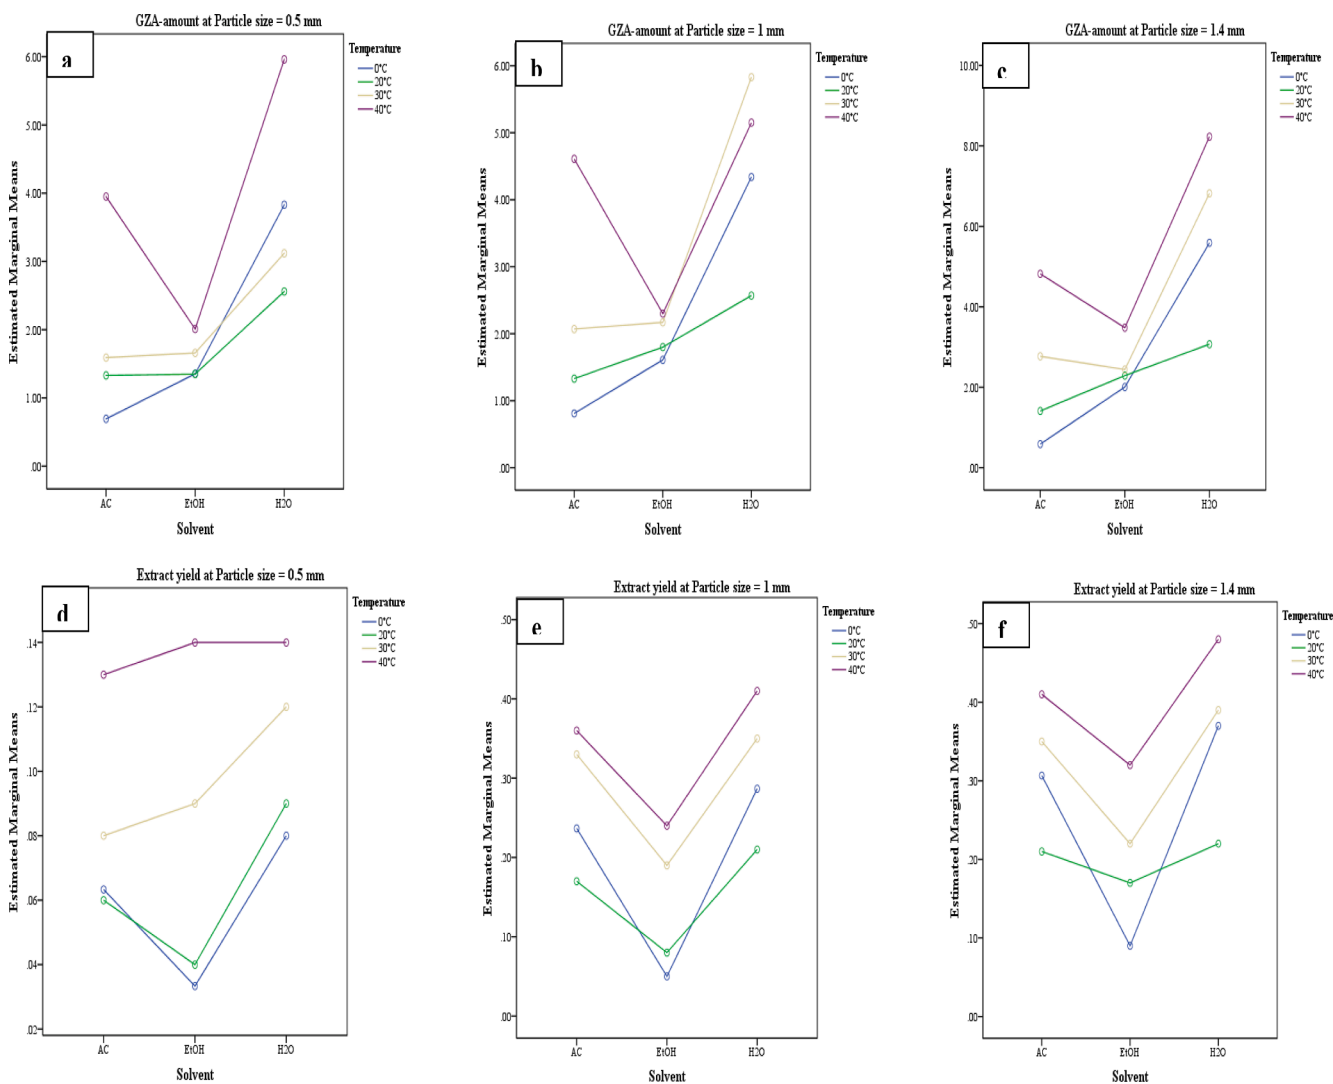 GZA-amount at Particle size = 0.5 mm
a
Temperature
0°C
20°C
30°C
40°C
6.00
5.00
4.00
3.00
2.00
1.00
.00
Estimated Marginal Means
AC
EtOH
H2O
Solvent
GZA-amount at Particle size = 1 mm
b
Temperature
0°C
20°C
30°C
40°C
6.00
5.00
4.00
3.00
2.00
1.00
.00
Estimated Marginal Means
AC
EtOH
H2O
Solvent
GZA-amount at Particle size = 1.4 mm
c
Temperature
0°C
20°C
30°C
40°C
10.00
8.00
6.00
4.00
2.00
.00
Estimated Marginal Means
AC
EtOH
H2O
Solvent
Extract yield at Particle size = 0.5 mm
d
Temperature
0°C
20°C
30°C
40°C
.14
.12
.10
.08
.06
.04
.02
Estimated Marginal Means
AC
EtOH
H2O
Solvent
Extract yield at Particle size = 1 mm
e
Temperature
0°C
20°C
30°C
40°C
.50
.40
.30
.20
.10
.00
Estimated Marginal Means
AC
EtOH
H2O
Solvent
Extract yield at Particle size = 1.4 mm
f
Temperature
0°C
20°C
30°C
40°C
.50
.40
.30
.20
.10
.00
Estimated Marginal Means
AC
EtOH
H2O
Solvent